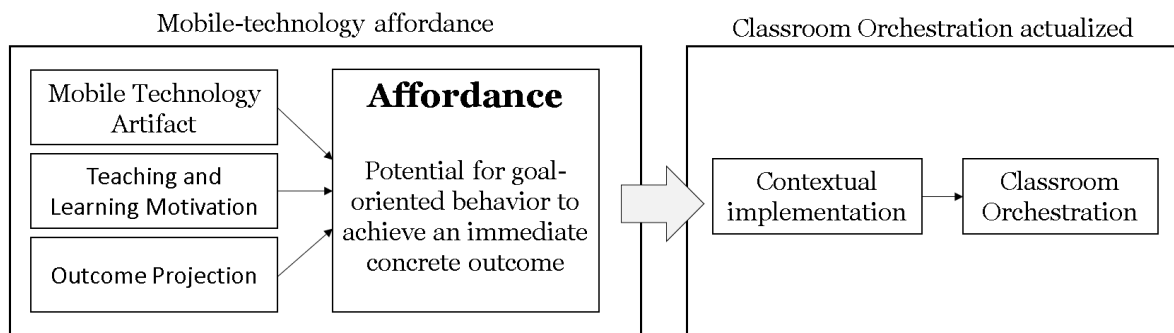 Mobile-technology affordance
Mobile Technology
Artifact
Teaching and
Learning Motivation
Outcome Projection
Affordance
Potential for goal-
oriented behavior to
achieve an immediate
concrete outcome
Classroom Orchestration actualized
Contextual
implementation
Classroom
Orchestration